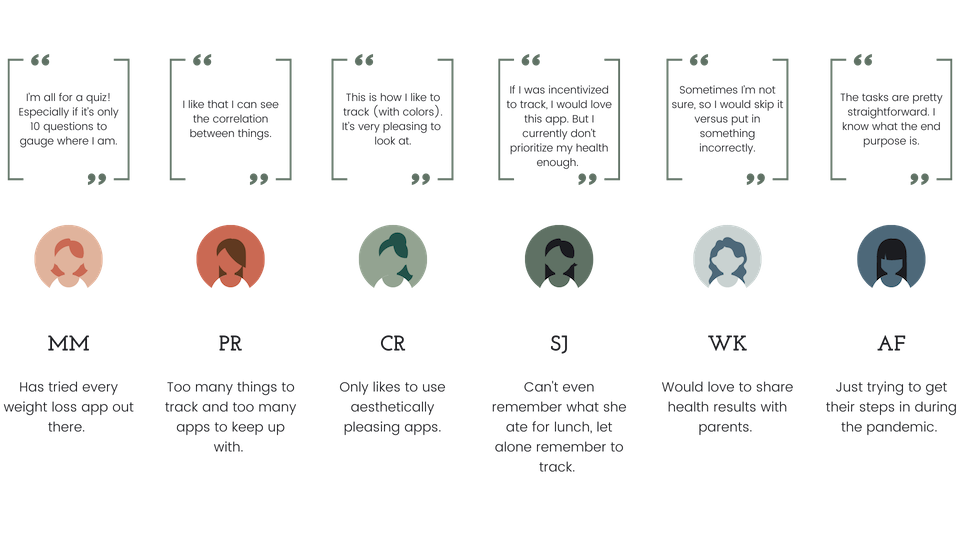 “
I'm all for a quiz!
Especially if it's only
10 questions to
gauge where I am.
”
“
I like that I can see
the correlation
between things.
”
“
This is how I like to
track (with colors).
It's very pleasing to
look at.
”
“
If I was incentivized
to track, I would love
this app. But I
currently don't
prioritize my health
enough.
”
“
Sometimes I'm not
sure, so I would skip it
versus put in
something
incorrectly.
”
“
The tasks are pretty
straightforward. I
know what the end
purpose is.
”
MM
Has tried every
weight loss app out
there.
PR
Too many things to
track and too many
apps to keep up
with.
CR
Only likes to use
aesthetically
pleasing apps.
SJ
Can't even
remember what she
ate for lunch, let
alone remember to
track.
WK
Would love to share
health results with
parents.
AF
Just trying to get
their steps in during
the pandemic.